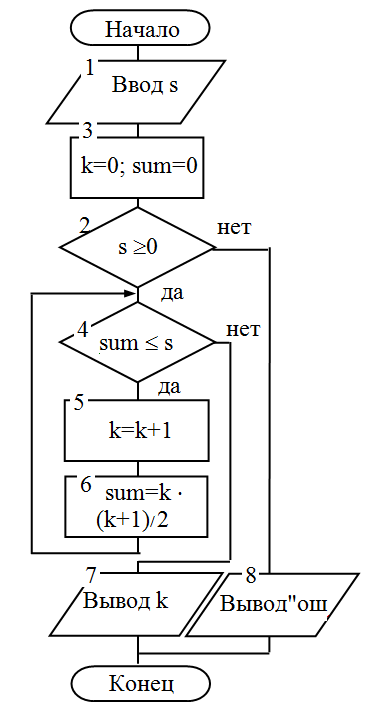 Начало
1
Ввод s
3
k=0; sum=0
2
нет
s ≥0
да
4
нет
sum ≤ s
да
5
k=k+1
6
sum=k ·
(k+1)/2
7
8
Вывод k
Вывод"ош
Конец